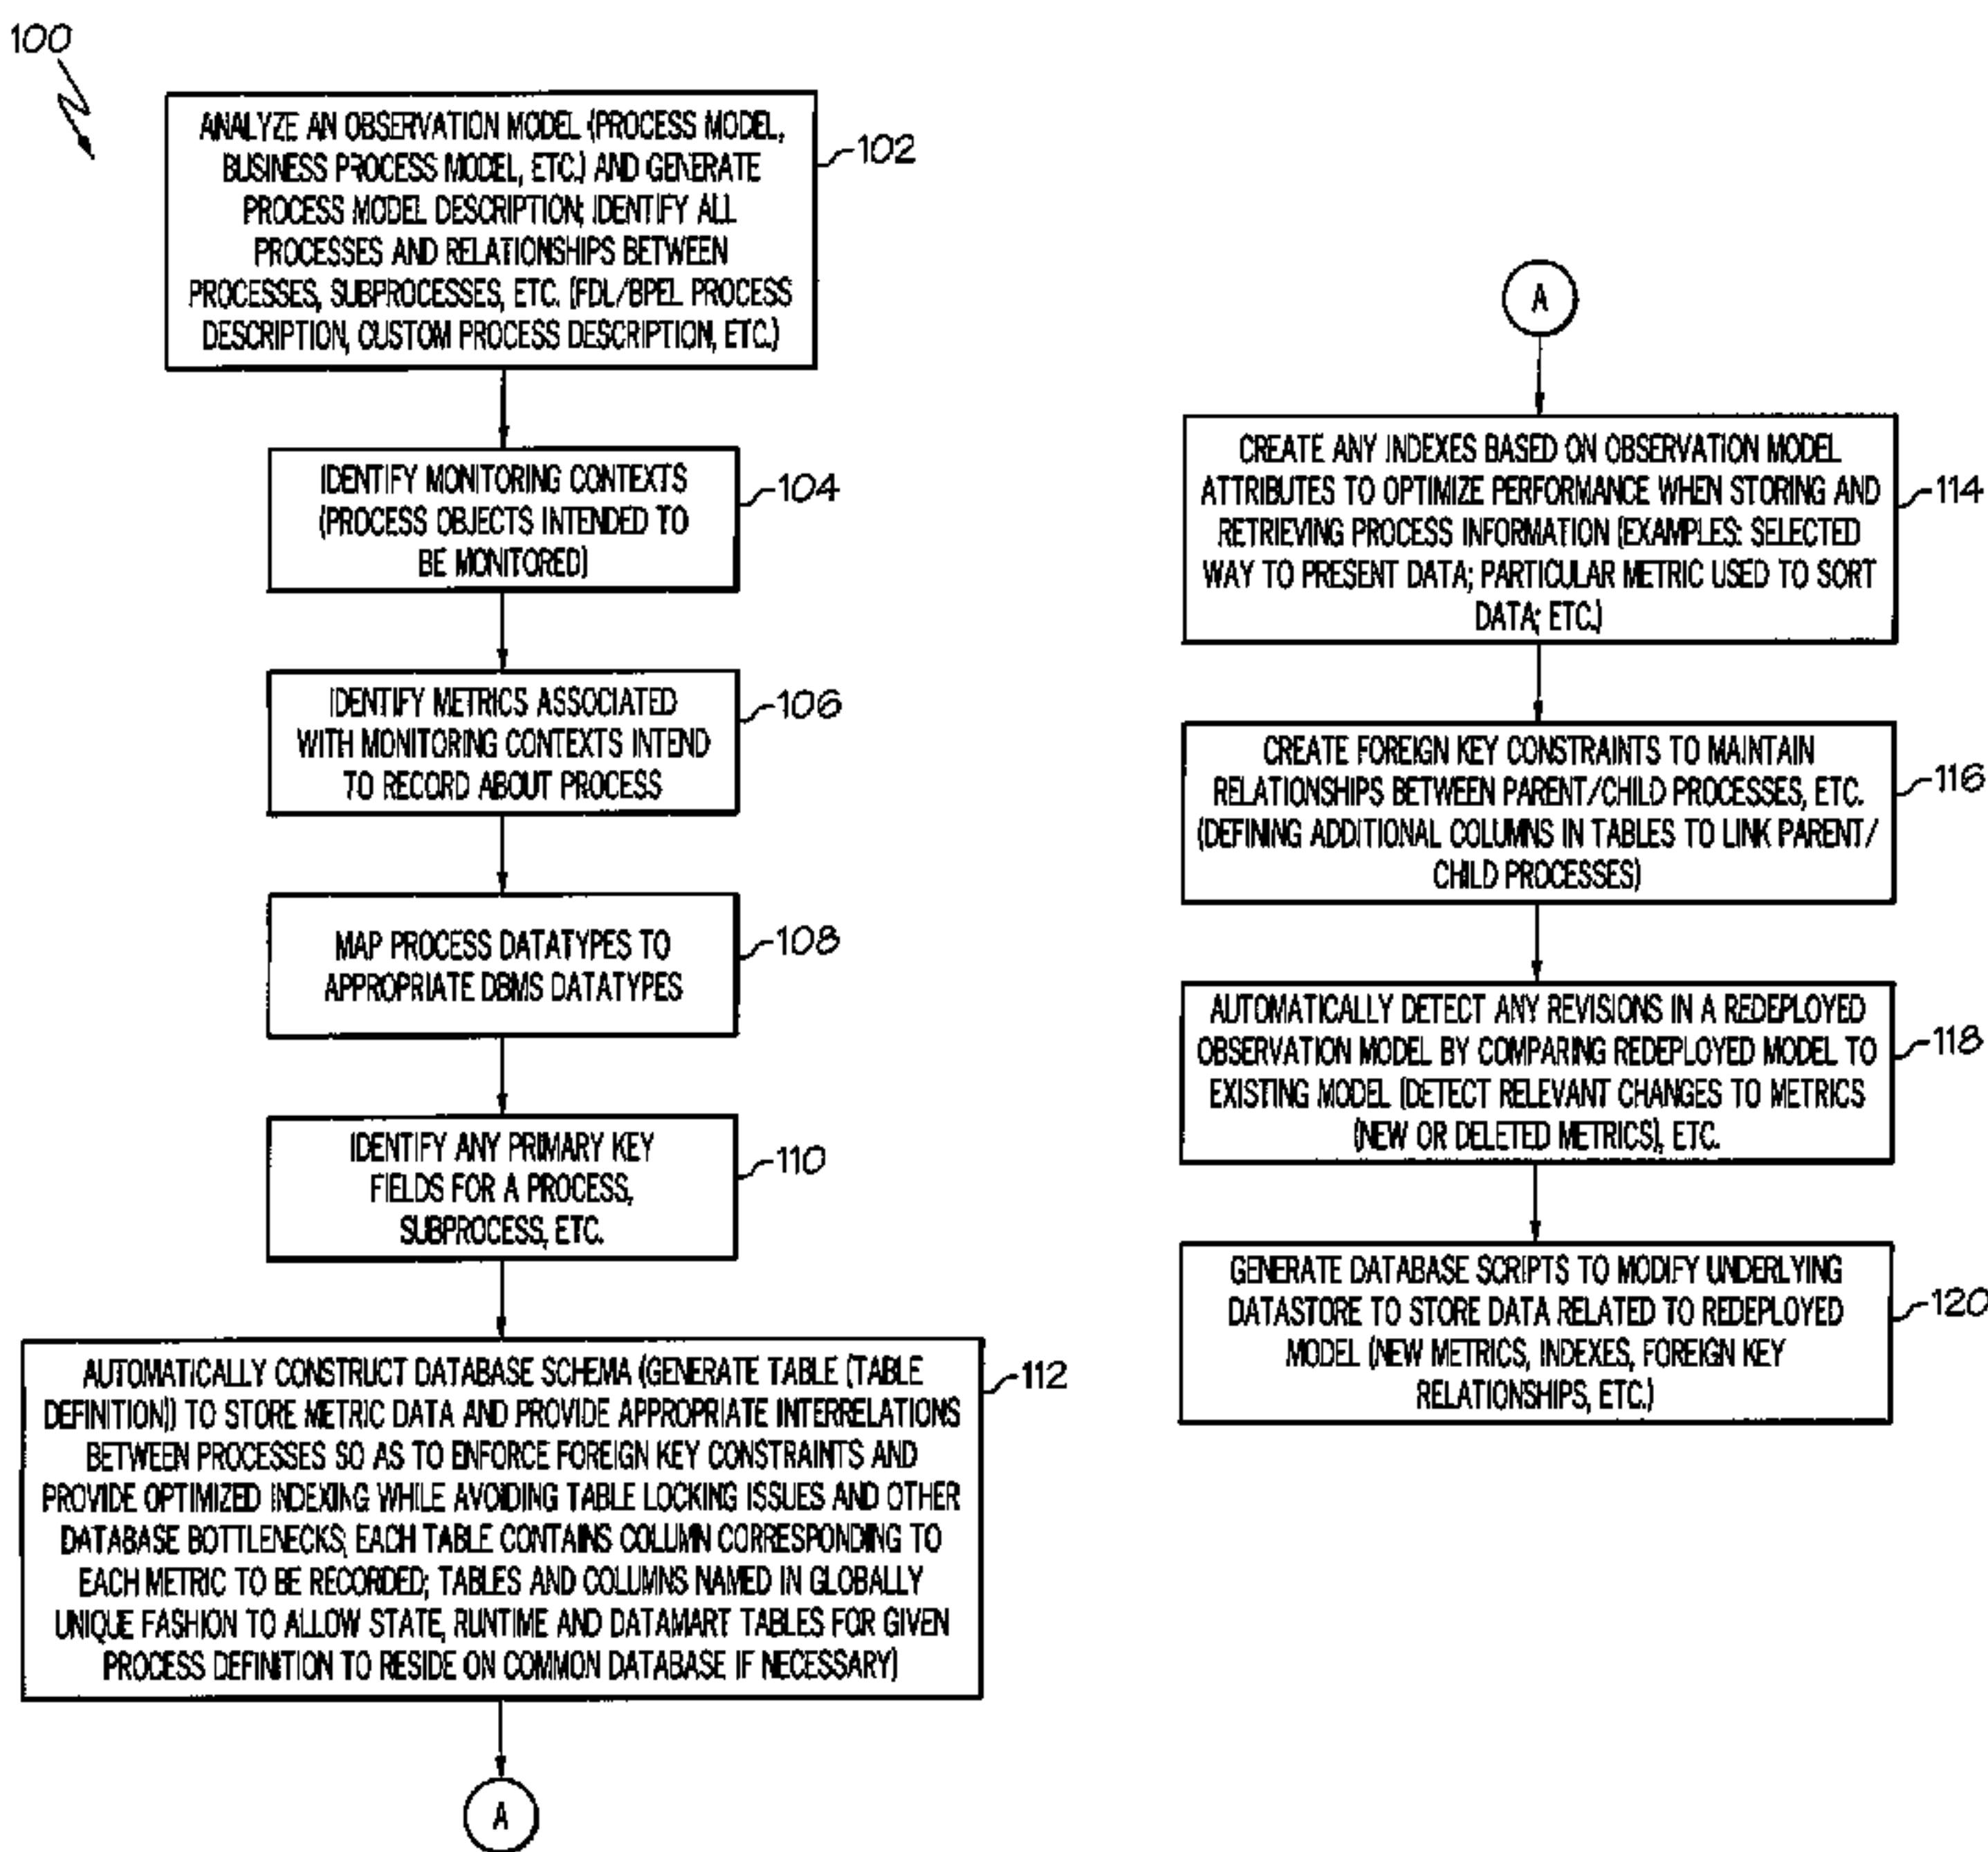 100
ANALYZE AN OBSERVATION MODEL (PROCESS MODEL,
BUSINESS PROCESS MODEL, ETC.) AND GENERATE
PROCESS MODEL DESCRIPTION; IDENTIFY ALL
PROCESSES AND RELATIONSHIPS BETWEEN
PROCESSES, SUBPROCESSES, ETC. (FDL/BPEL PROCESS
DESCRIPTION, CUSTOM PROCESS DESCRIPTION, ETC.)
102
IDENTIFY MONITORING CONTEXTS
(PROCESS OBJECTS INTENDED TO
BE MONITORED)
104
IDENTIFY METRICS ASSOCIATED
WITH MONITORING CONTEXTS INTEND
TO RECORD ABOUT PROCESS
106
MAP PROCESS DATATYPES TO
APPROPRIATE DBMS DATATYPES
108
IDENTIFY ANY PRIMARY KEY
FIELDS FOR A PROCESS,
SUBPROCESS, ETC.
110
AUTOMATICALLY CONSTRUCT DATABASE SCHEMA (GENERATE TABLE (TABLE
DEFINITION)) TO STORE METRIC DATA AND PROVIDE APPROPRIATE INTERRELATIONS
BETWEEN PROCESSES SO AS TO ENFORCE FOREIGN KEY CONSTRAINTS AND
PROVIDE OPTIMIZED INDEXING WHILE AVOIDING TABLE LOCKING ISSUES AND OTHER
DATABASE BOTTLENECKS; EACH TABLE CONTAINS COLUMN CORRESPONDING TO
EACH METRIC TO BE RECORDED; TABLES AND COLUMNS NAMED IN GLOBALLY
UNIQUE FASHION TO ALLOW STATE, RUNTIME AND DATAMART TABLES FOR GIVEN
PROCESS DEFINITION TO RESIDE ON COMMON DATABASE IF NECESSARY)
112
A
A
CREATE ANY INDEXES BASED ON OBSERVATION MODEL
ATTRIBUTES TO OPTIMIZE PERFORMANCE WHEN STORING AND
RETRIEVING PROCESS INFORMATION (EXAMPLES: SELECTED
WAY TO PRESENT DATA; PARTICULAR METRIC USED TO SORT
DATA; ETC.)
114
CREATE FOREIGN KEY CONSTRAINTS TO MAINTAIN
RELATIONSHIPS BETWEEN PARENT/CHILD PROCESSES, ETC.
(DEFINING ADDITIONAL COLUMNS IN TABLES TO LINK PARENT/
CHILD PROCESSES)
116
AUTOMATICALLY DETECT ANY REVISIONS IN A REDEPLOYED
OBSERVATION MODEL BY COMPARING REDEPLOYED MODEL TO
EXISTING MODEL (DETECT RELEVANT CHANGES TO METRICS
(NEW OR DELETED METRICS), ETC.
118
GENERATE DATABASE SCRIPTS TO MODIFY UNDERLYING
DATASTORE TO STORE DATA RELATED TO REDEPLOYED
MODEL (NEW METRICS, INDEXES, FOREIGN KEY
RELATIONSHIPS, ETC.)
120